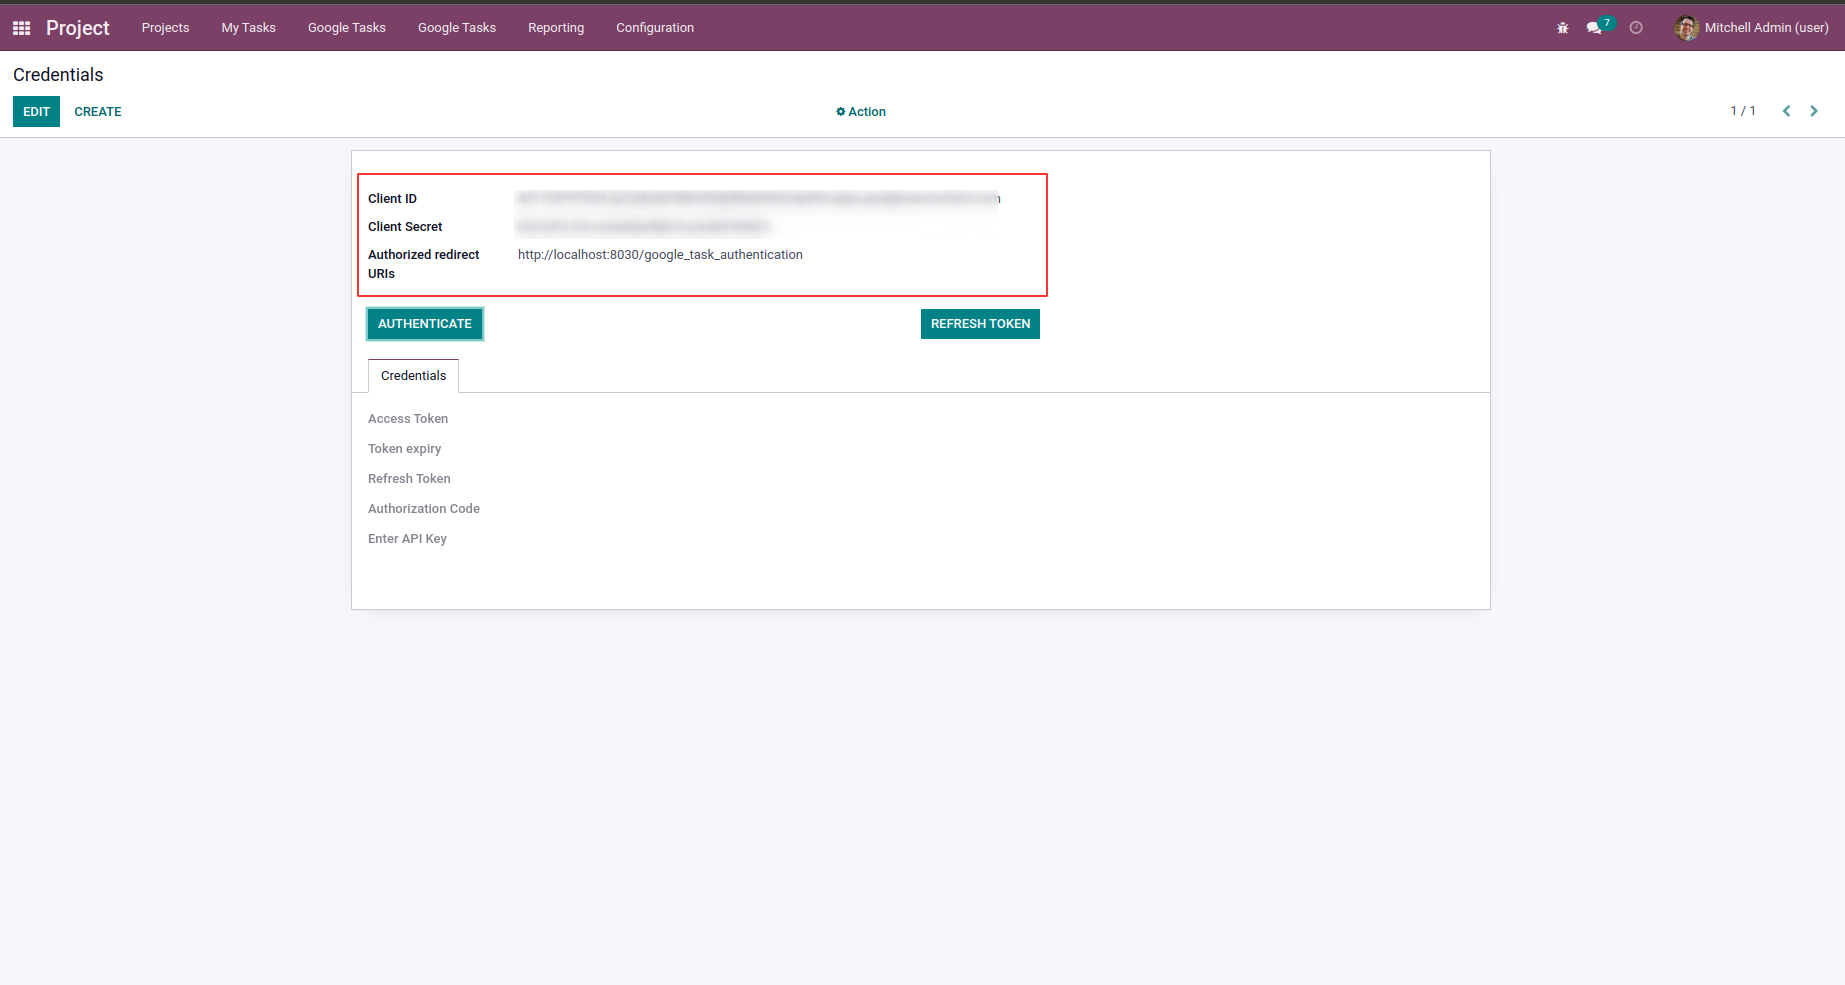 Project Projects My Tasks Google Tasks Google Tasks Reporting Configuration 7 Mitchell Admin (user)
Credentials
EDIT CREATE Action 1 / 1
Client ID
Client Secret
Authorized redirect URIs http://localhost:8030/google_task_authentication
AUTHENTICATE REFRESH TOKEN
Credentials
Access Token
Token expiry
Refresh Token
Authorization Code
Enter API Key